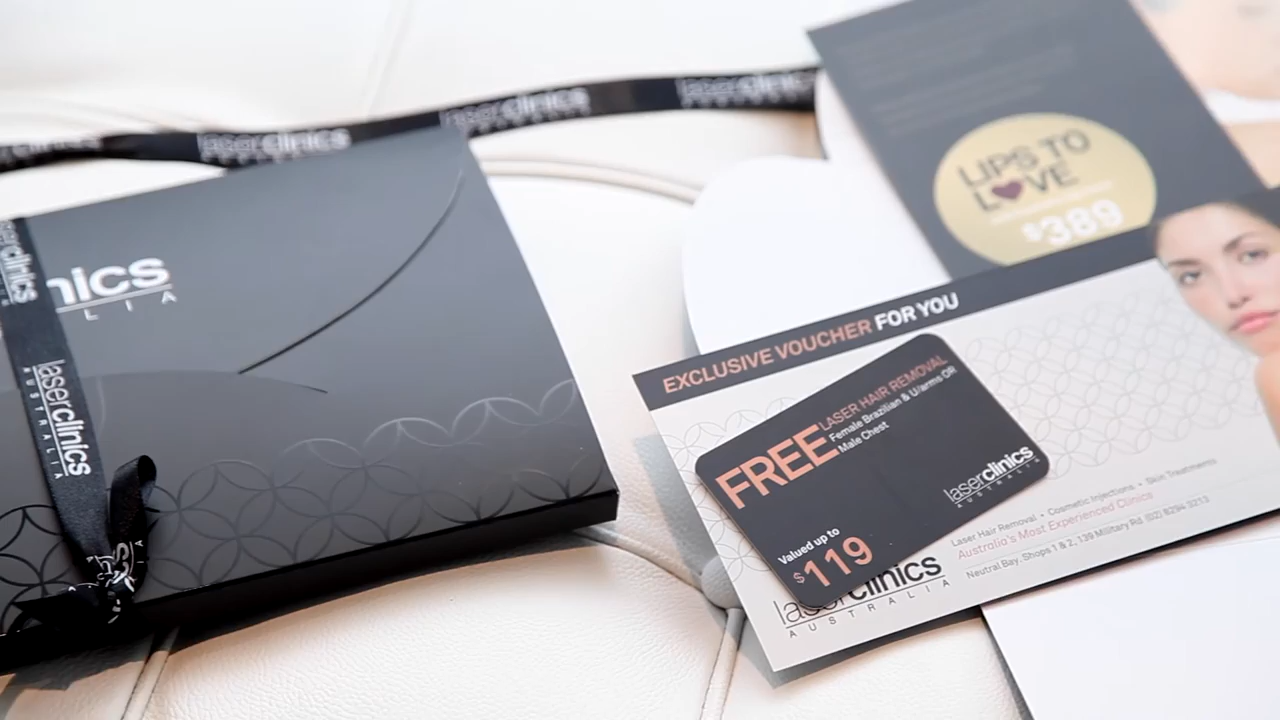 laserclinics
laserclinics
laserclinics
nics
L I A
laserclinics
AUSTRALIA
LIPS TO
LOVE
$389
EXCLUSIVE VOUCHER FOR YOU
FREE LASER HAIR REMOVAL
Female Brazilian & U/arms OR
Male Chest
laserclinics
AUSTRALIA
Valued up to
$119
laserclinics
AUSTRALIA
Laser Hair Removal • Cosmetic Injections • Skin Treatments
Australia's Most Experienced Clinics
Neutral Bay, Shops 1 & 2, 139 Military Rd (02) 8294 3213